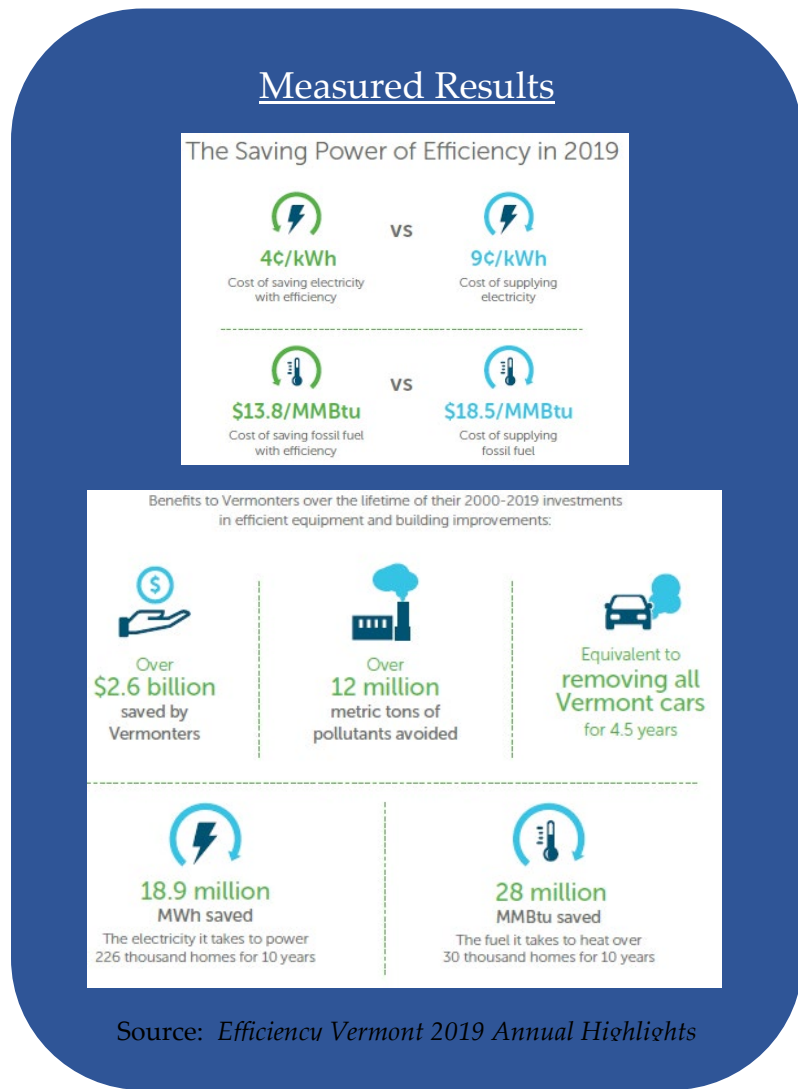 Measured Results
The Saving Power of Efficiency in 2019
4¢/kWh
Cost of saving electricity
with efficiency
vs
9¢/kWh
Cost of supplying
electricity
$13.8/MMBtu
Cost of saving fossil fuel
with efficiency
vs
$18.5/MMBtu
Cost of supplying
fossil fuel
Benefits to Vermonters over the lifetime of their 2000-2019 investments
in efficient equipment and building improvements:
$
Over
$2.6 billion
saved by
Vermonters
Over
12 million
metric tons of
pollutants avoided
Equivalent to
removing all
Vermont cars
for 4.5 years
18.9 million
MWh saved
The electricity it takes to power
226 thousand homes for 10 years
28 million
MMBtu saved
The fuel it takes to heat over
30 thousand homes for 10 years
Source: Efficiency Vermont 2019 Annual Highlights